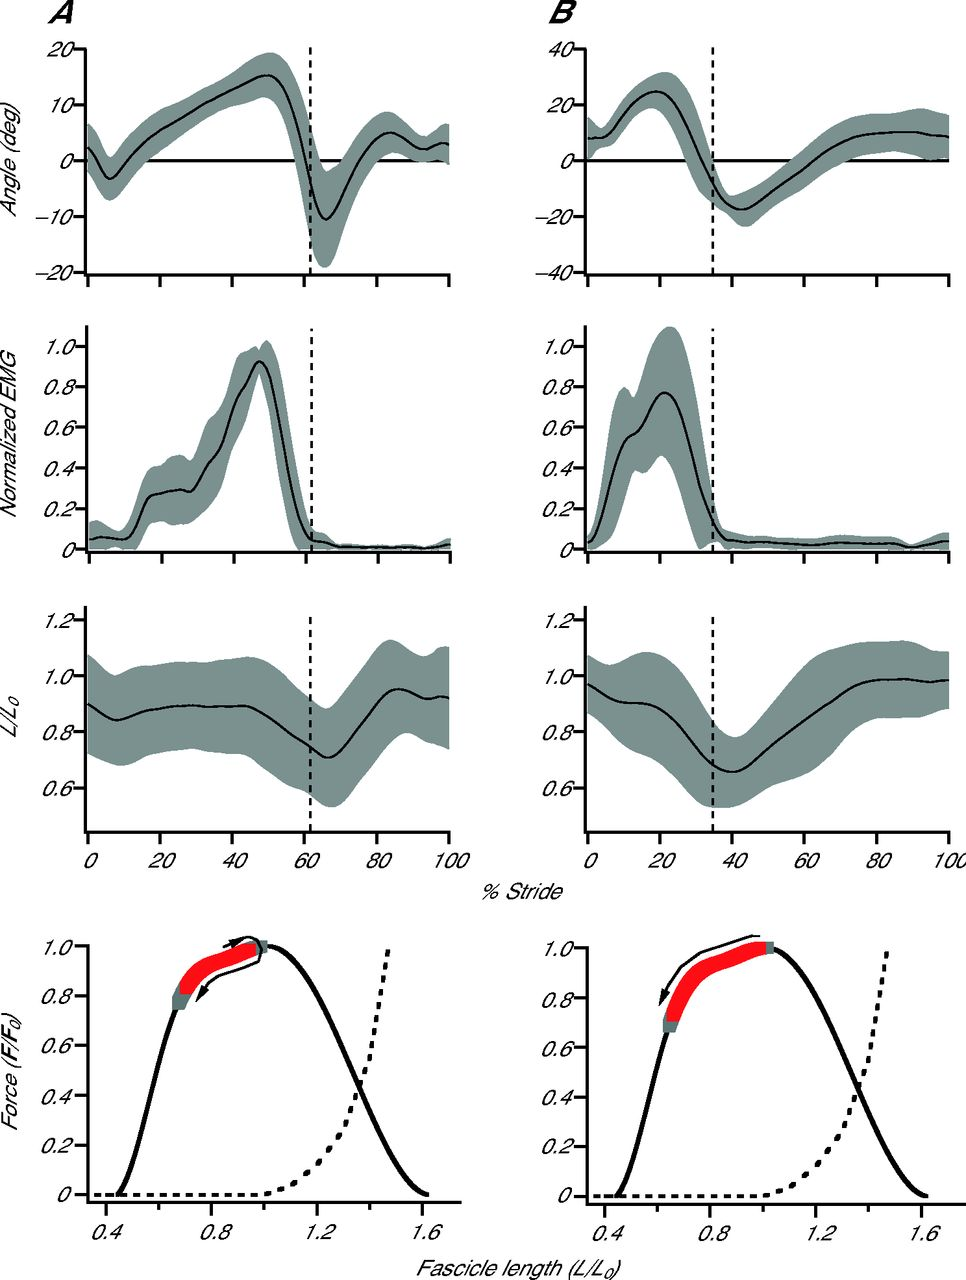 A B
20 40
10 20
0 0
−10 −20
−20 −40
Angle (deg)
1.0 1.0
0.8 0.8
0.6 0.6
0.4 0.4
0.2 0.2
0 0
Normalized EMG
1.2 1.2
1.0 1.0
0.8 0.8
0.6 0.6
L/L0
0 20 40 60 80 100 0 20 40 60 80 100
% Stride
1.0 1.0
0.8 0.8
0.6 0.6
0.4 0.4
0.2 0.2
0 0
Force (F/F0)
0.4 0.8 1.2 1.6 0.4 0.8 1.2 1.6
Fascicle length (L/L0)